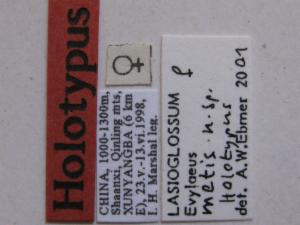 Holotypus
♀
CHINA, 1000-1300m,
Shaanxi, Qinling mts,
XUNYANGBA (6 km
E), 23.v.-13.vi.1998,
I. H. Marshal leg.
LASIOGLOSSUM ♀
Evylaeus
metis n.sp.
Holotypus
det. A.W.Ebmer 2001